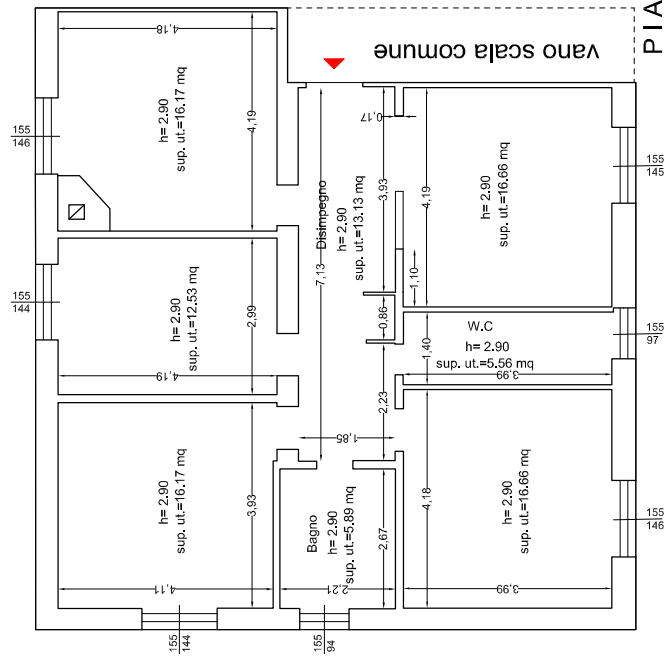 PIA
vano scala comune
4,18
155
146
h= 2.90
sup. ut.=16.17 mq
4,19
0,17
Disimpegno
h= 2.90
sup. ut.=13.13 mq
3,93
7,13
4,19
h= 2.90
sup. ut.=16.66 mq
155
145
1,10
155
144
h= 2.90
sup. ut.=12.53 mq
2,99
4,19
0,86
W.C
h= 2.90
sup. ut.=5.56 mq
1,40
3,99
155
97
2,23
1,85
h= 2.90
sup. ut.=16.17 mq
3,93
4,11
155
144
Bagno
h= 2.90
sup. ut.=5.89 mq
2,67
2,21
155
94
4,18
h= 2.90
sup. ut.=16.66 mq
3,99
155
146